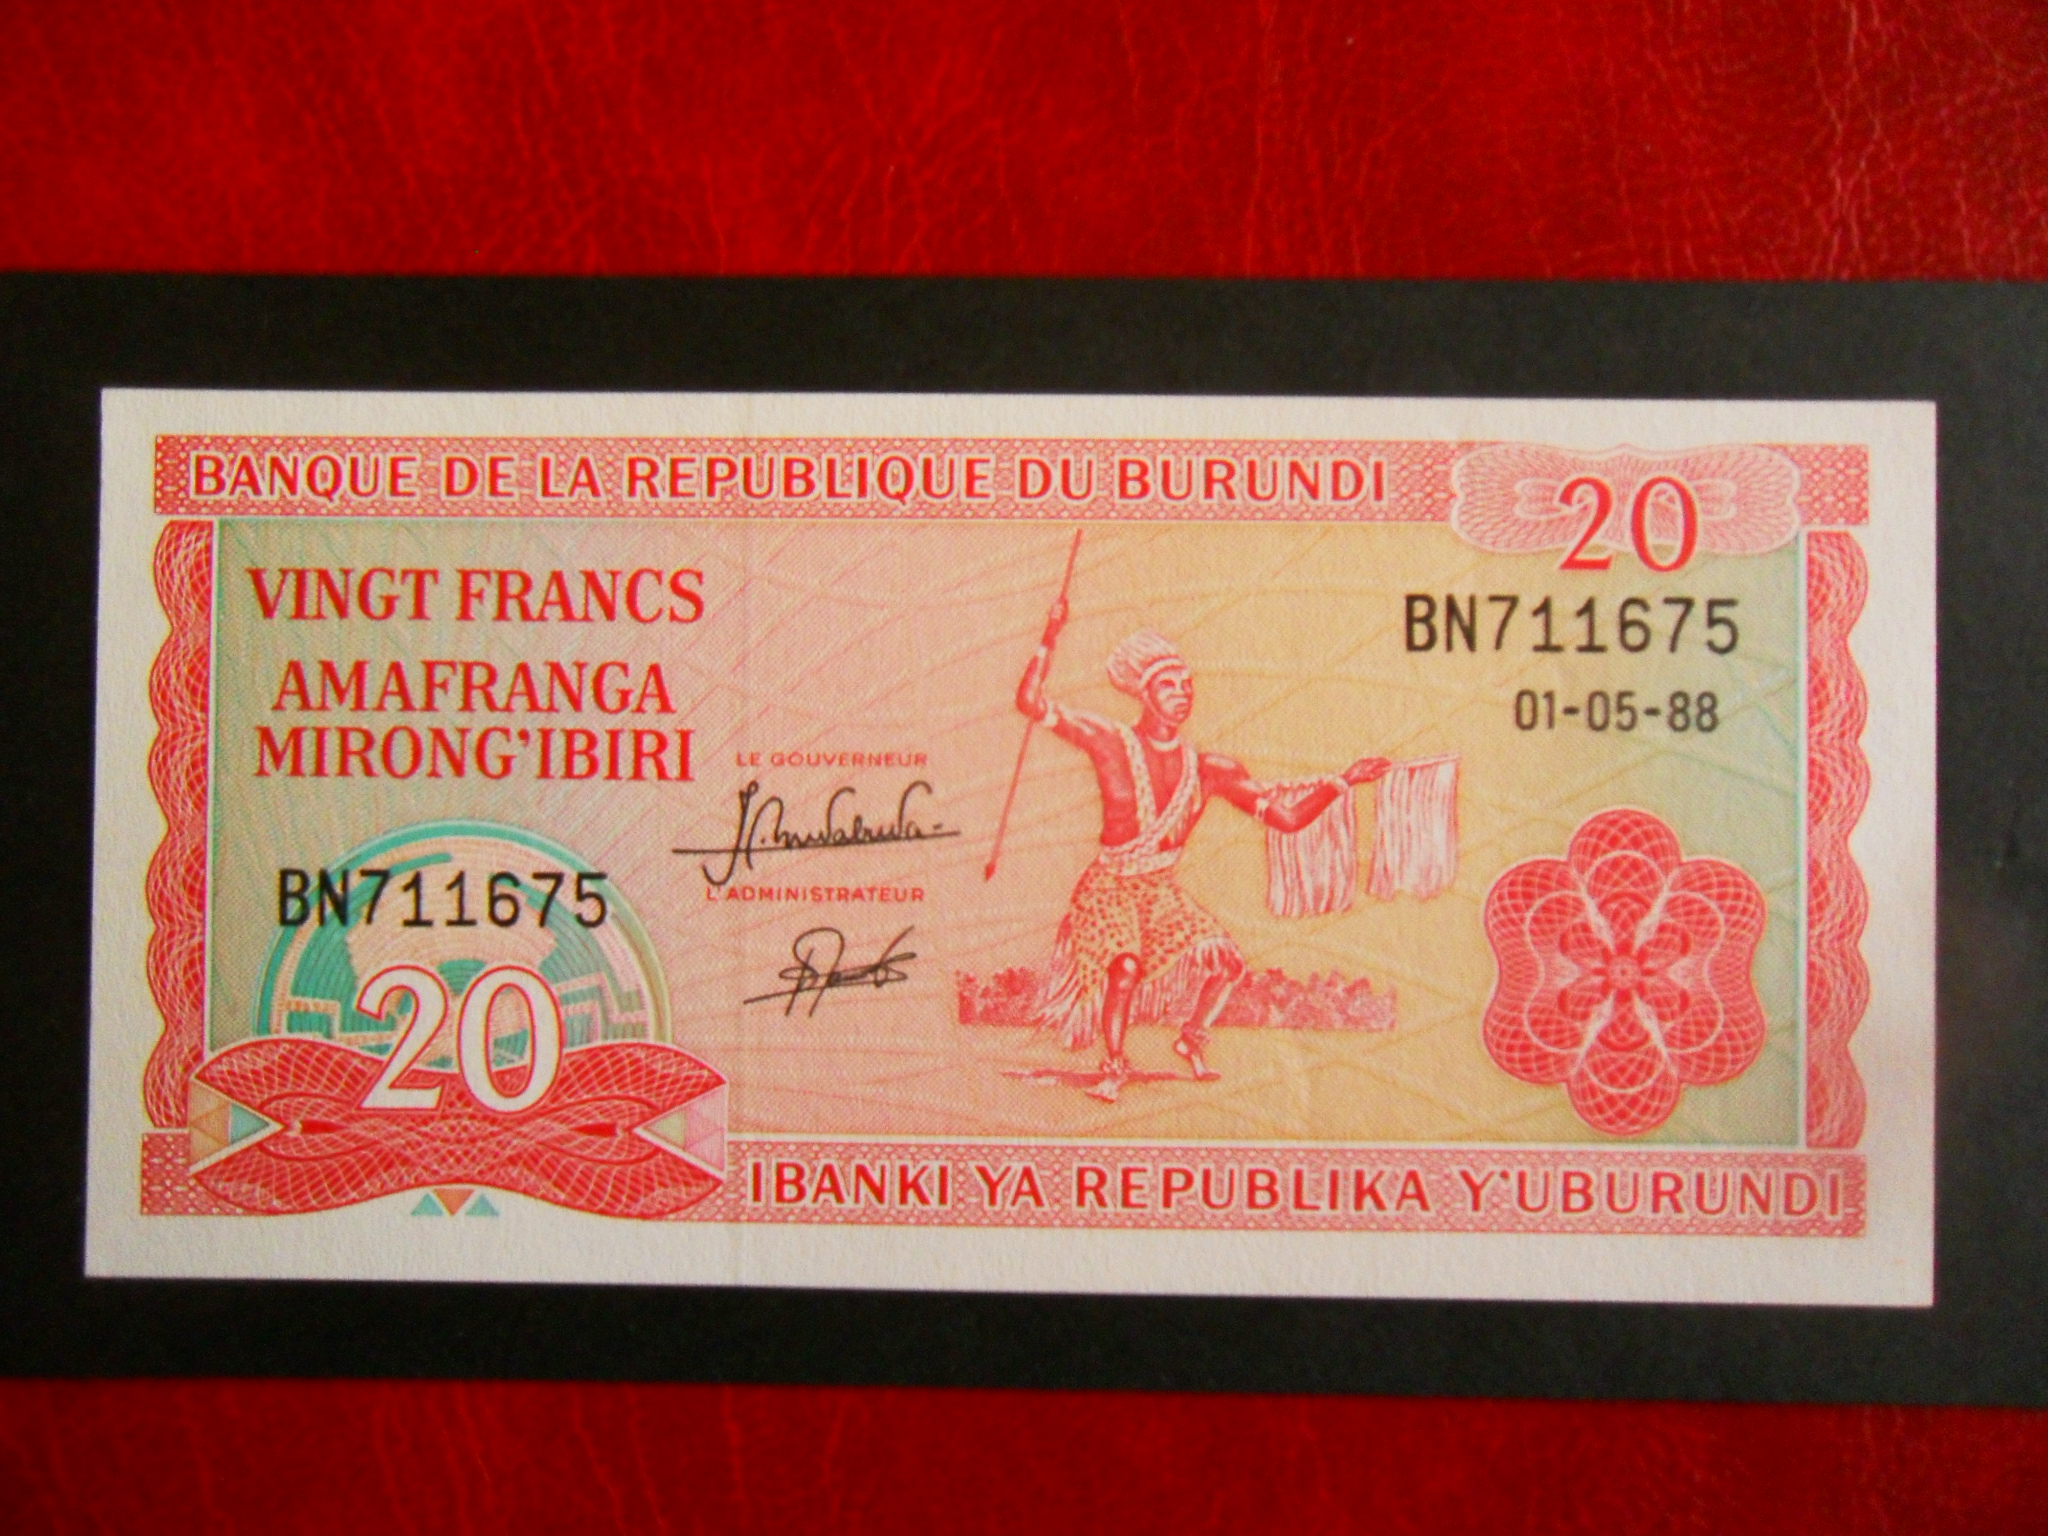 BANQUE DE LA REPUBLIQUE DU BURUNDI
20
VINGT FRANCS
AMAFRANGA
MIRONG'IBIRI
BN711675
01-05-88
LE GOUVERNEUR
L'ADMINISTRATEUR
BN711675
20
IBANKI YA REPUBLIKA Y'UBURUNDI